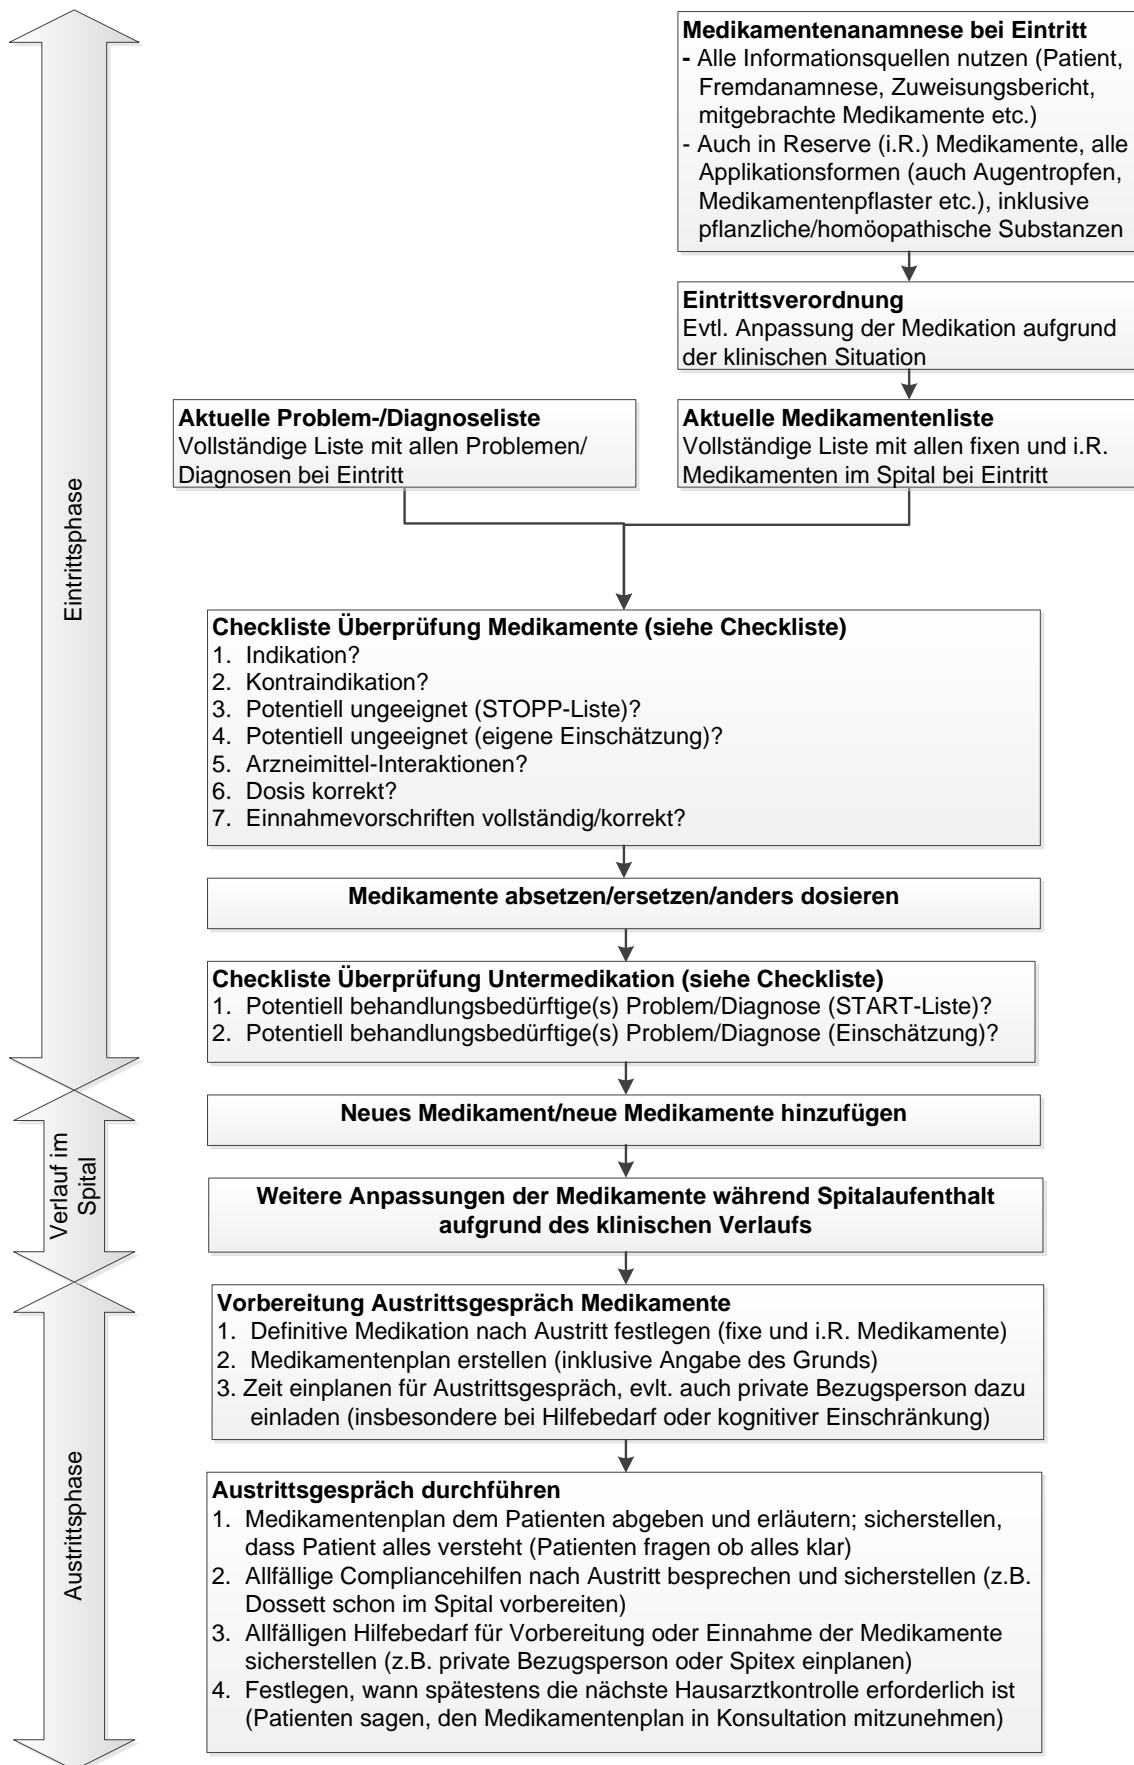 Medikamentenanamnese bei Eintritt
- Alle Informationsquellen nutzen (Patient,
Fremdanamnese, Zuweisungsbericht,
mitgebrachte Medikamente etc.)
- Auch in Reserve (i.R.) Medikamente, alle
Applikationsformen (auch Augentropfen,
Medikamentenpflaster etc.), inklusive
pflanzliche/homöopathische Substanzen
Eintrittsverordnung
Evtl. Anpassung der Medikation aufgrund
der klinischen Situation
Aktuelle Problem-/Diagnoseliste
Vollständige Liste mit allen Problemen/
Diagnosen bei Eintritt
Aktuelle Medikamentenliste
Vollständige Liste mit allen fixen und i.R.
Medikamenten im Spital bei Eintritt
Eintrittsphase
Checkliste Überprüfung Medikamente (siehe Checkliste)
1. Indikation?
2. Kontraindikation?
3. Potentiell ungeeignet (STOPP-Liste)?
4. Potentiell ungeeignet (eigene Einschätzung)?
5. Arzneimittel-Interaktionen?
6. Dosis korrekt?
7. Einnahmevorschriften vollständig/korrekt?
Medikamente absetzen/ersetzen/anders dosieren
Checkliste Überprüfung Untermedikation (siehe Checkliste)
1. Potentiell behandlungsbedürftige(s) Problem/Diagnose (START-Liste)?
2. Potentiell behandlungsbedürftige(s) Problem/Diagnose (Einschätzung)?
Neues Medikament/neue Medikamente hinzufügen
Verlauf im
Spital
Weitere Anpassungen der Medikamente während Spitalaufenthalt
aufgrund des klinischen Verlaufs
Vorbereitung Austrittsgespräch Medikamente
1. Definitive Medikation nach Austritt festlegen (fixe und i.R. Medikamente)
2. Medikamentenplan erstellen (inklusive Angabe des Grunds)
3. Zeit einplanen für Austrittsgespräch, evlt. auch private Bezugsperson dazu
einladen (insbesondere bei Hilfebedarf oder kognitiver Einschränkung)
Austrittsphase
Austrittsgespräch durchführen
1. Medikamentenplan dem Patienten abgeben und erläutern; sicherstellen,
dass Patient alles versteht (Patienten fragen ob alles klar)
2. Allfällige Compliancehilfen nach Austritt besprechen und sicherstellen (z.B.
Dossett schon im Spital vorbereiten)
3. Allfälligen Hilfebedarf für Vorbereitung oder Einnahme der Medikamente
sicherstellen (z.B. private Bezugsperson oder Spitex einplanen)
4. Festlegen, wann spätestens die nächste Hausarztkontrolle erforderlich ist
(Patienten sagen, den Medikamentenplan in Konsultation mitzunehmen)